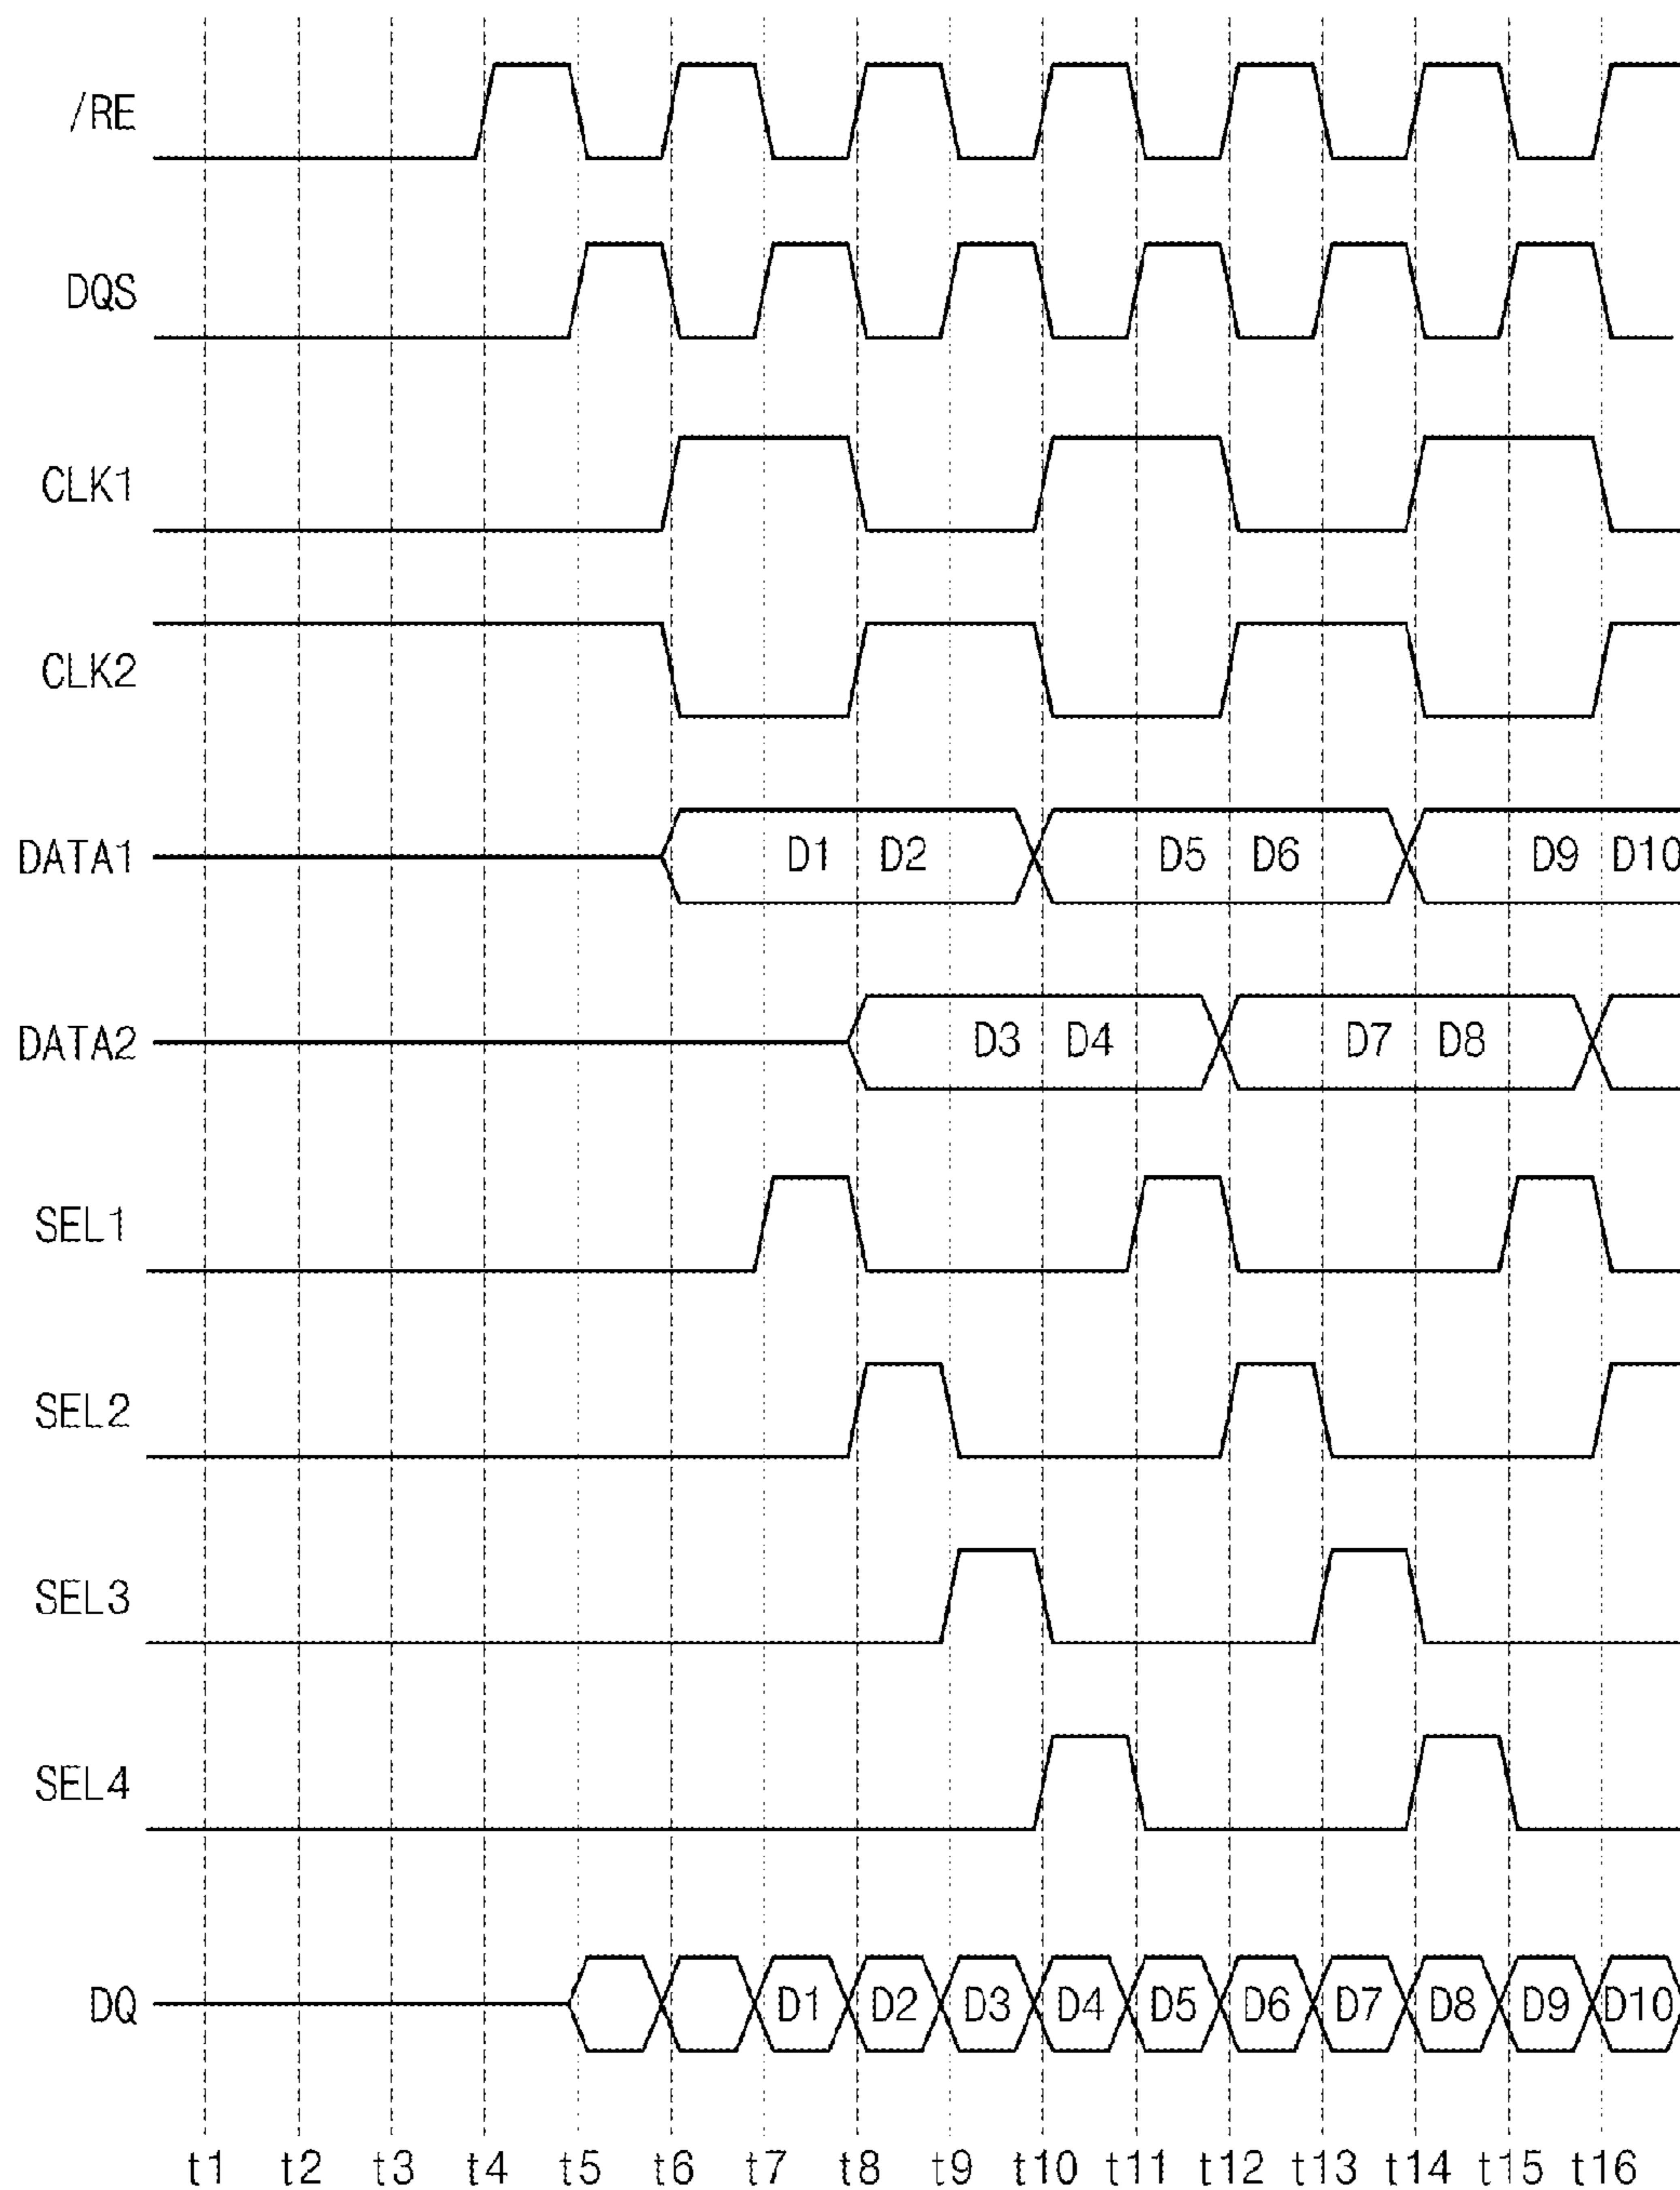 /RE
DQS
CLK1
CLK2
DATA1 D1 D2 D5 D6 D9 D10
DATA2 D3 D4 D7 D8
SEL1
SEL2
SEL3
SEL4
DQ D1 D2 D3 D4 D5 D6 D7 D8 D9 D10
t1 t2 t3 t4 t5 t6 t7 t8 t9 t10 t11 t12 t13 t14 t15 t16